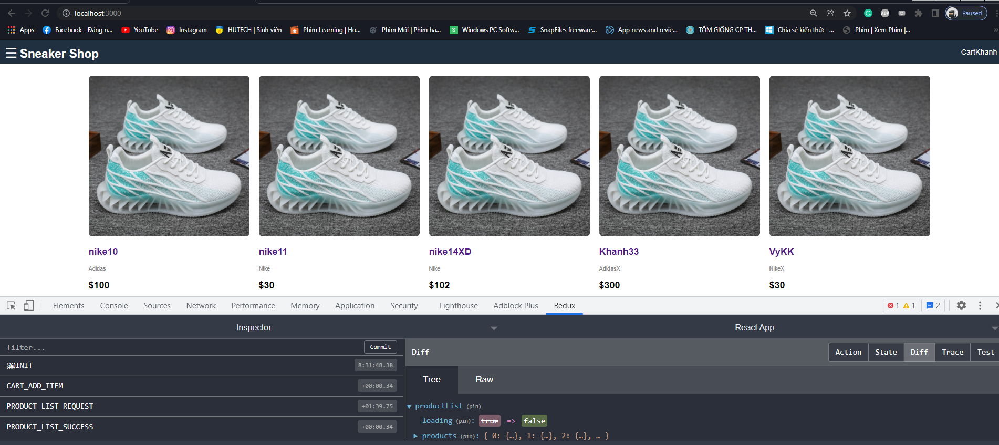 localhost:3000
Paused
Apps
Facebook - Đăng n...
YouTube
Instagram
HUTECH | Sinh viên
Phim Learning | Họ...
Phim Mới | Phim ha...
Windows PC Softw...
SnapFiles freeware...
App news and revie...
TÔM GIỐNG CP TH...
Chia sẻ kiến thức -...
Phim | Xem Phim |...
☰ Sneaker Shop
CartKhanh
nike10
Adidas
$100
nike11
Nike
$30
nike14XD
Nike
$102
Khanh33
AdidasX
$300
VyKK
NikeX
$30
Elements Console Sources Network Performance Memory Application Security Lighthouse Adblock Plus Redux
1 1 2
Inspector
React App
filter...
Commit
@@INIT 8:31:48.38
CART_ADD_ITEM +00:00.34
PRODUCT_LIST_REQUEST +01:39.75
PRODUCT_LIST_SUCCESS +00:00.34
Diff
Action State Diff Trace Test
Tree Raw
productList (pin)
loading (pin): true => false
products (pin): { 0: {…}, 1: {…}, 2: {…}, … }